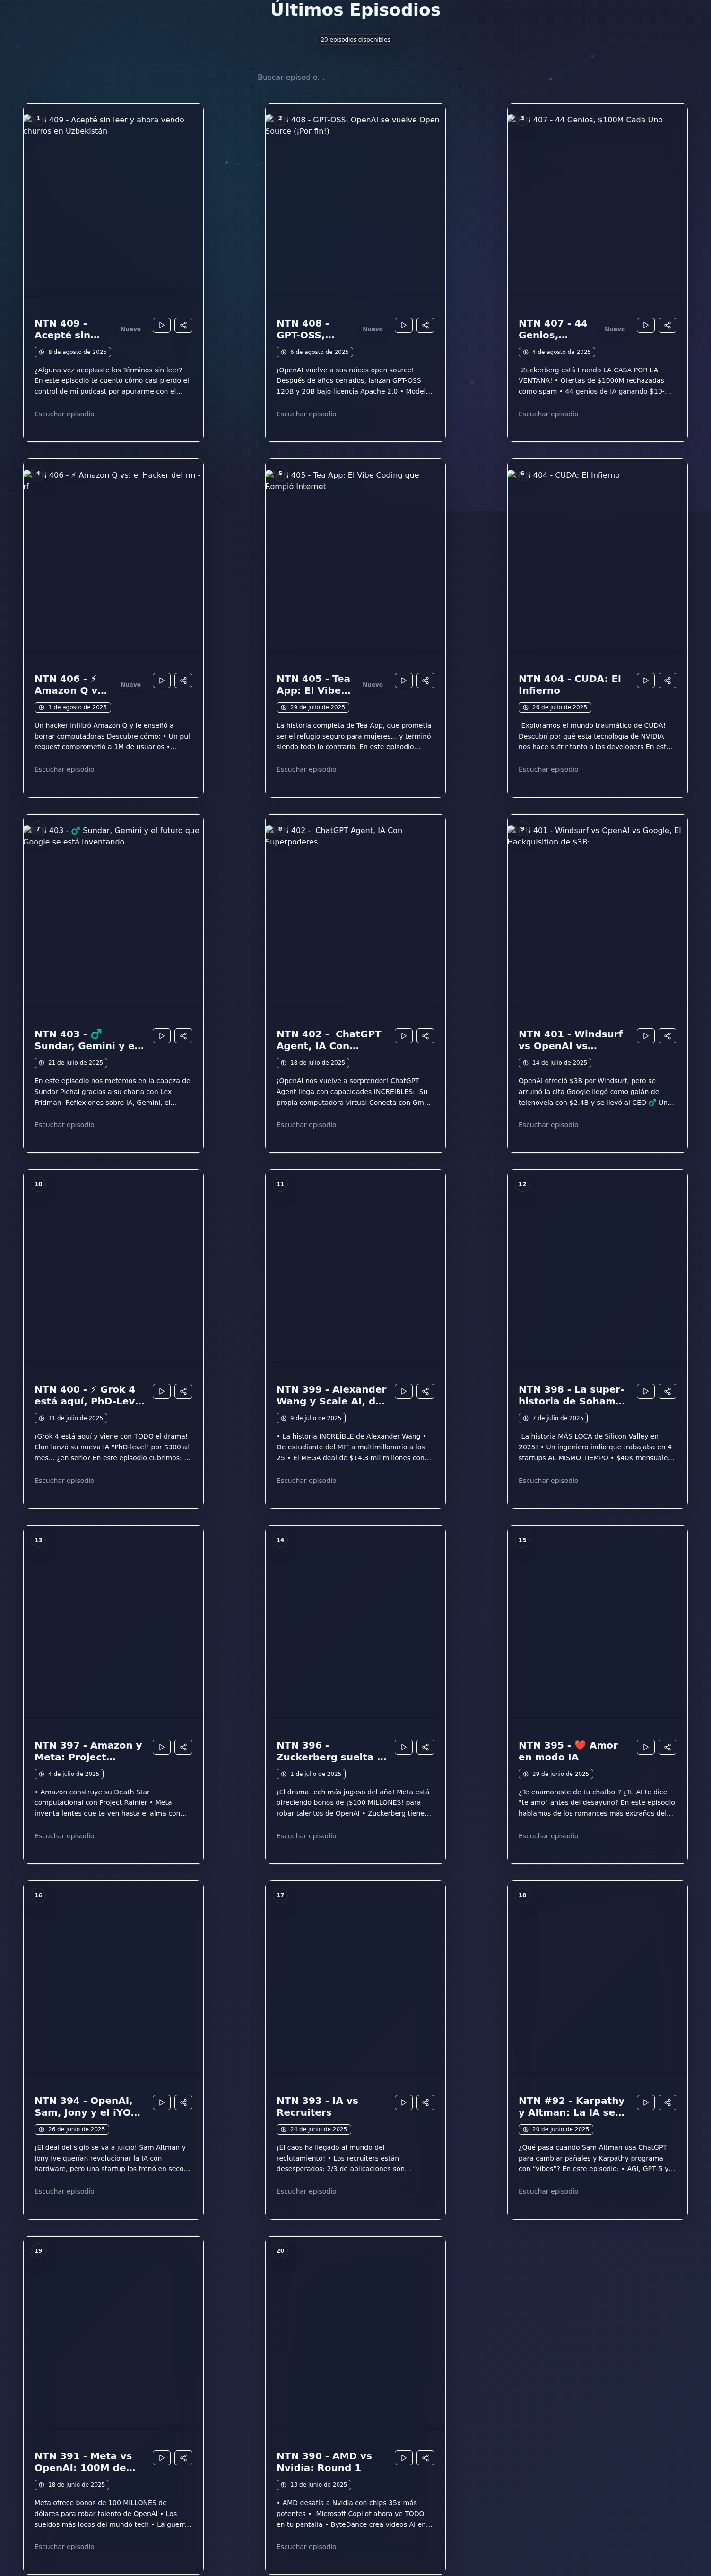 Últimos Episodios
20 episodios disponibles
Buscar episodio...
1
409 - Acepté sin leer y ahora vendo
churros en Uzbekistán
NTN 409 -
Acepté sin...
Nuevo
8 de agosto de 2025
¿Alguna vez aceptaste los Términos sin leer?
En este episodio te cuento cómo casi pierdo el
control de mi podcast por apurarme con el...
Escuchar episodio
2
408 - GPT-OSS, OpenAI se vuelve Open
Source (¡Por fin!)
NTN 408 -
GPT-OSS,...
Nuevo
6 de agosto de 2025
¡OpenAI vuelve a sus raíces open source!
Después de años cerrados, lanzan GPT-OSS
120B y 20B bajo licencia Apache 2.0 • Model...
Escuchar episodio
3
407 - 44 Genios, $100M Cada Uno
NTN 407 - 44
Genios,...
Nuevo
4 de agosto de 2025
¡Zuckerberg está tirando LA CASA POR LA
VENTANA! • Ofertas de $1000M rechazadas
como spam • 44 genios de IA ganando $10-...
Escuchar episodio
4
406 - ⚡ Amazon Q vs. el Hacker del rm -
rf
NTN 406 - ⚡
Amazon Q v...
Nuevo
1 de agosto de 2025
Un hacker infiltró Amazon Q y le enseñó a
borrar computadoras Descubre cómo: • Un pull
request comprometió a 1M de usuarios •...
Escuchar episodio
5
405 - Tea App: El Vibe Coding que
Rompió Internet
NTN 405 - Tea
App: El Vibe...
Nuevo
29 de julio de 2025
La historia completa de Tea App, que prometía
ser el refugio seguro para mujeres... y terminó
siendo todo lo contrario. En este episodio...
Escuchar episodio
6
404 - CUDA: El Infierno
NTN 404 - CUDA: El
Infierno
26 de julio de 2025
¡Exploramos el mundo traumático de CUDA!
Descubrí por qué esta tecnología de NVIDIA
nos hace sufrir tanto a los developers En est...
Escuchar episodio
7
403 - ♂ Sundar, Gemini y el futuro que
Google se está inventando
NTN 403 - ♂
Sundar, Gemini y e...
21 de julio de 2025
En este episodio nos metemos en la cabeza de
Sundar Pichai gracias a su charla con Lex
Fridman  Reflexiones sobre IA, Gemini, el...
Escuchar episodio
8
402 -  ChatGPT Agent, IA Con
Superpoderes
NTN 402 -  ChatGPT
Agent, IA Con...
18 de julio de 2025
¡OpenAI nos vuelve a sorprender! ChatGPT
Agent llega con capacidades INCREÍBLES:  Su
propia computadora virtual Conecta con Gm...
Escuchar episodio
9
401 - Windsurf vs OpenAI vs Google, El
Hackquisition de $3B:
NTN 401 - Windsurf
vs OpenAI vs...
14 de julio de 2025
OpenAI ofreció $3B por Windsurf, pero se
arruinó la cita Google llegó como galán de
telenovela con $2.4B y se llevó al CEO ♂ Un...
Escuchar episodio
10
NTN 400 - ⚡ Grok 4
está aquí, PhD-Lev...
11 de julio de 2025
¡Grok 4 está aquí y viene con TODO el drama!
Elon lanzó su nueva IA "PhD-level" por $300 al
mes... ¿en serio? En este episodio cubrimos: ...
Escuchar episodio
11
NTN 399 - Alexander
Wang y Scale AI, d...
9 de julio de 2025
• La historia INCREÍBLE de Alexander Wang •
De estudiante del MIT a multimillonario a los
25 • El MEGA deal de $14.3 mil millones con...
Escuchar episodio
12
NTN 398 - La super-
historia de Soham...
7 de julio de 2025
¡La historia MÁS LOCA de Silicon Valley en
2025! • Un ingeniero indio que trabajaba en 4
startups AL MISMO TIEMPO • $40K mensuale...
Escuchar episodio
13
NTN 397 - Amazon y
Meta: Project...
4 de julio de 2025
• Amazon construye su Death Star
computacional con Project Rainier • Meta
inventa lentes que te ven hasta el alma con...
Escuchar episodio
14
NTN 396 -
Zuckerberg suelta ...
1 de julio de 2025
¡El drama tech más jugoso del año! Meta está
ofreciendo bonos de ¡$100 MILLONES! para
robar talentos de OpenAI • Zuckerberg tiene...
Escuchar episodio
15
NTN 395 - ❤️ Amor
en modo IA
29 de junio de 2025
¿Te enamoraste de tu chatbot? ¿Tu AI te dice
"te amo" antes del desayuno? En este episodio
hablamos de los romances más extraños del...
Escuchar episodio
16
NTN 394 - OpenAI,
Sam, Jony y el iYO...
26 de junio de 2025
¡El deal del siglo se va a juicio! Sam Altman y
Jony Ive querían revolucionar la IA con
hardware, pero una startup los frenó en seco...
Escuchar episodio
17
NTN 393 - IA vs
Recruiters
24 de junio de 2025
¡El caos ha llegado al mundo del
reclutamiento! • Los recruiters están
desesperados: 2/3 de aplicaciones son...
Escuchar episodio
18
NTN #92 - Karpathy
y Altman: La IA se...
20 de junio de 2025
¿Qué pasa cuando Sam Altman usa ChatGPT
para cambiar pañales y Karpathy programa
con "vibes"? En este episodio: • AGI, GPT-5 y...
Escuchar episodio
19
NTN 391 - Meta vs
OpenAI: 100M de...
18 de junio de 2025
Meta ofrece bonos de 100 MILLONES de
dólares para robar talento de OpenAI • Los
sueldos más locos del mundo tech • La guerr...
Escuchar episodio
20
NTN 390 - AMD vs
Nvidia: Round 1
13 de junio de 2025
• AMD desafía a Nvidia con chips 35x más
potentes •  Microsoft Copilot ahora ve TODO
en tu pantalla • ByteDance crea videos AI en...
Escuchar episodio